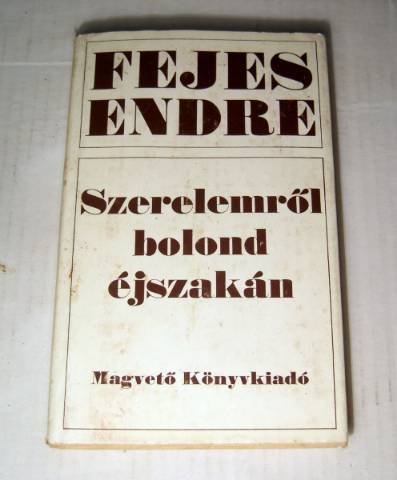 FEJES
ENDRE
Szerelemről
bolond
éjszakán
Magvető Könyvkiadó